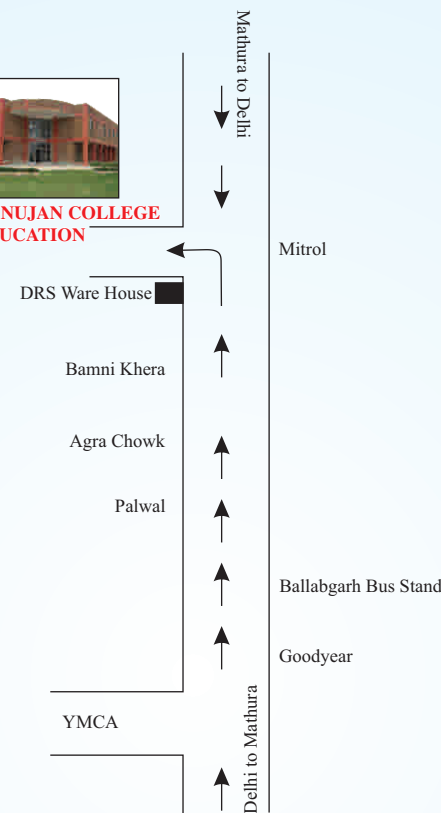 Mathura to Delhi
NUJAN COLLEGE
UCATION
Mitrol
DRS Ware House
Bamni Khera
Agra Chowk
Palwal
Ballabgarh Bus Stand
Goodyear
YMCA
Delhi to Mathura